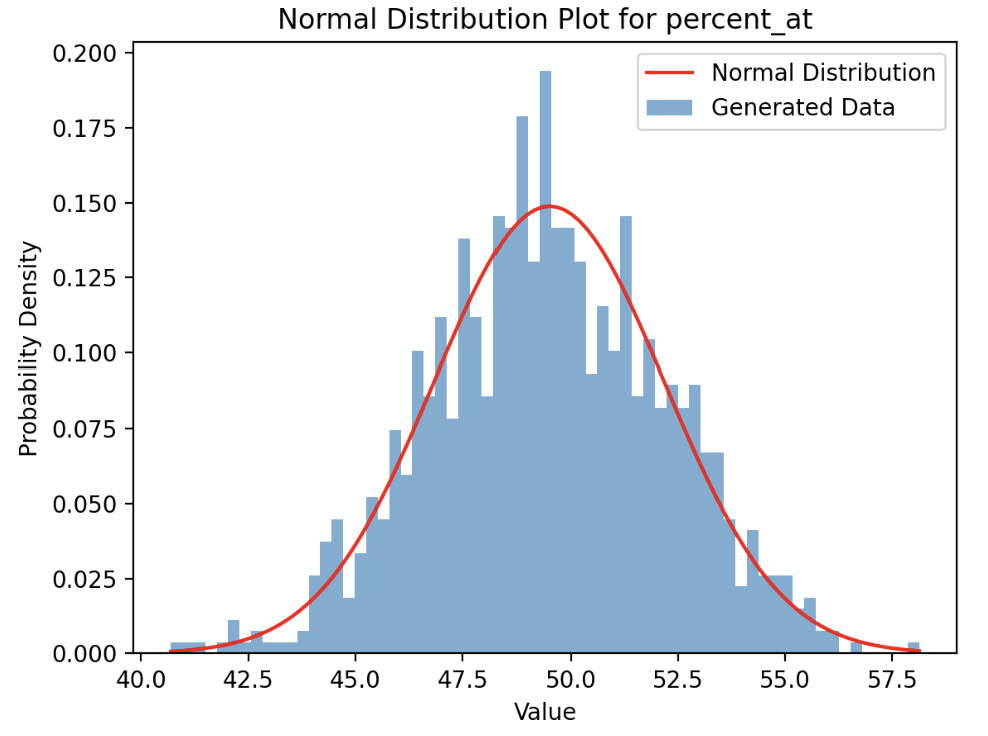 Normal Distribution Plot for percent_at
Normal Distribution
Generated Data
Probability Density
0.200
0.175
0.150
0.125
0.100
0.075
0.050
0.025
0.000
40.0 42.5 45.0 47.5 50.0 52.5 55.0 57.5
Value